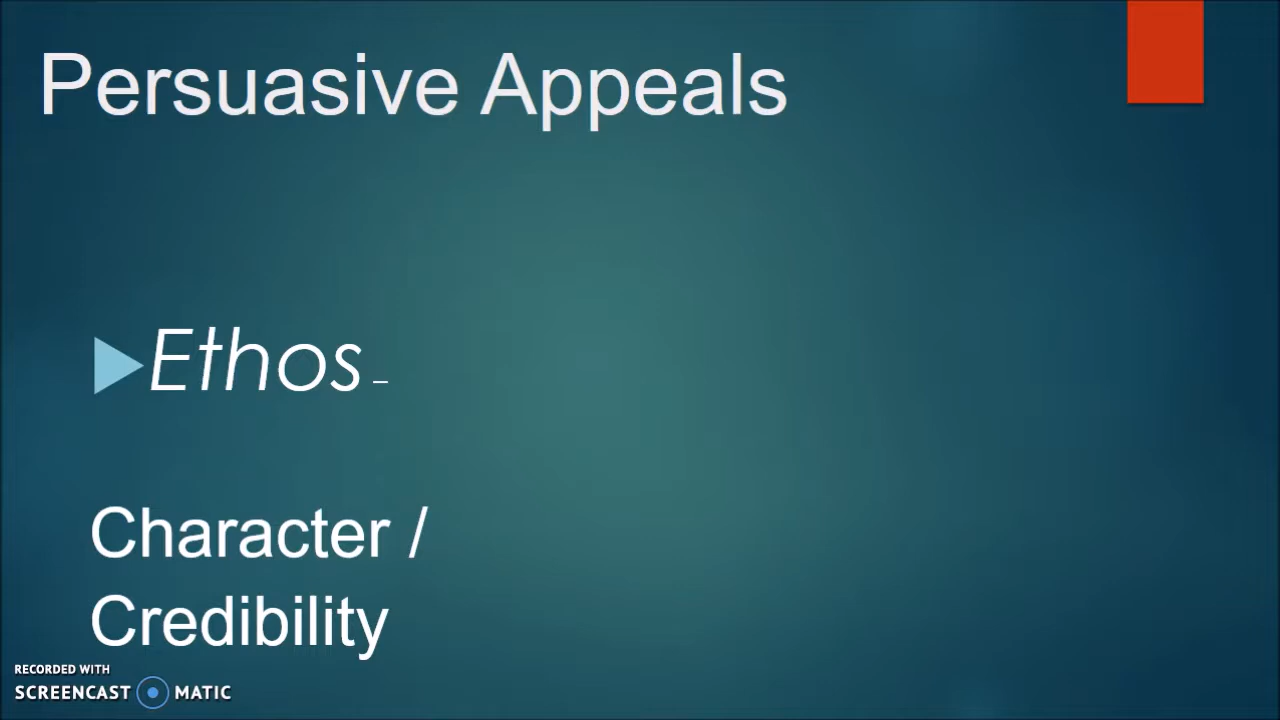 Persuasive Appeals
Ethos –
Character /
Credibility
RECORDED WITH
SCREENCAST MATIC